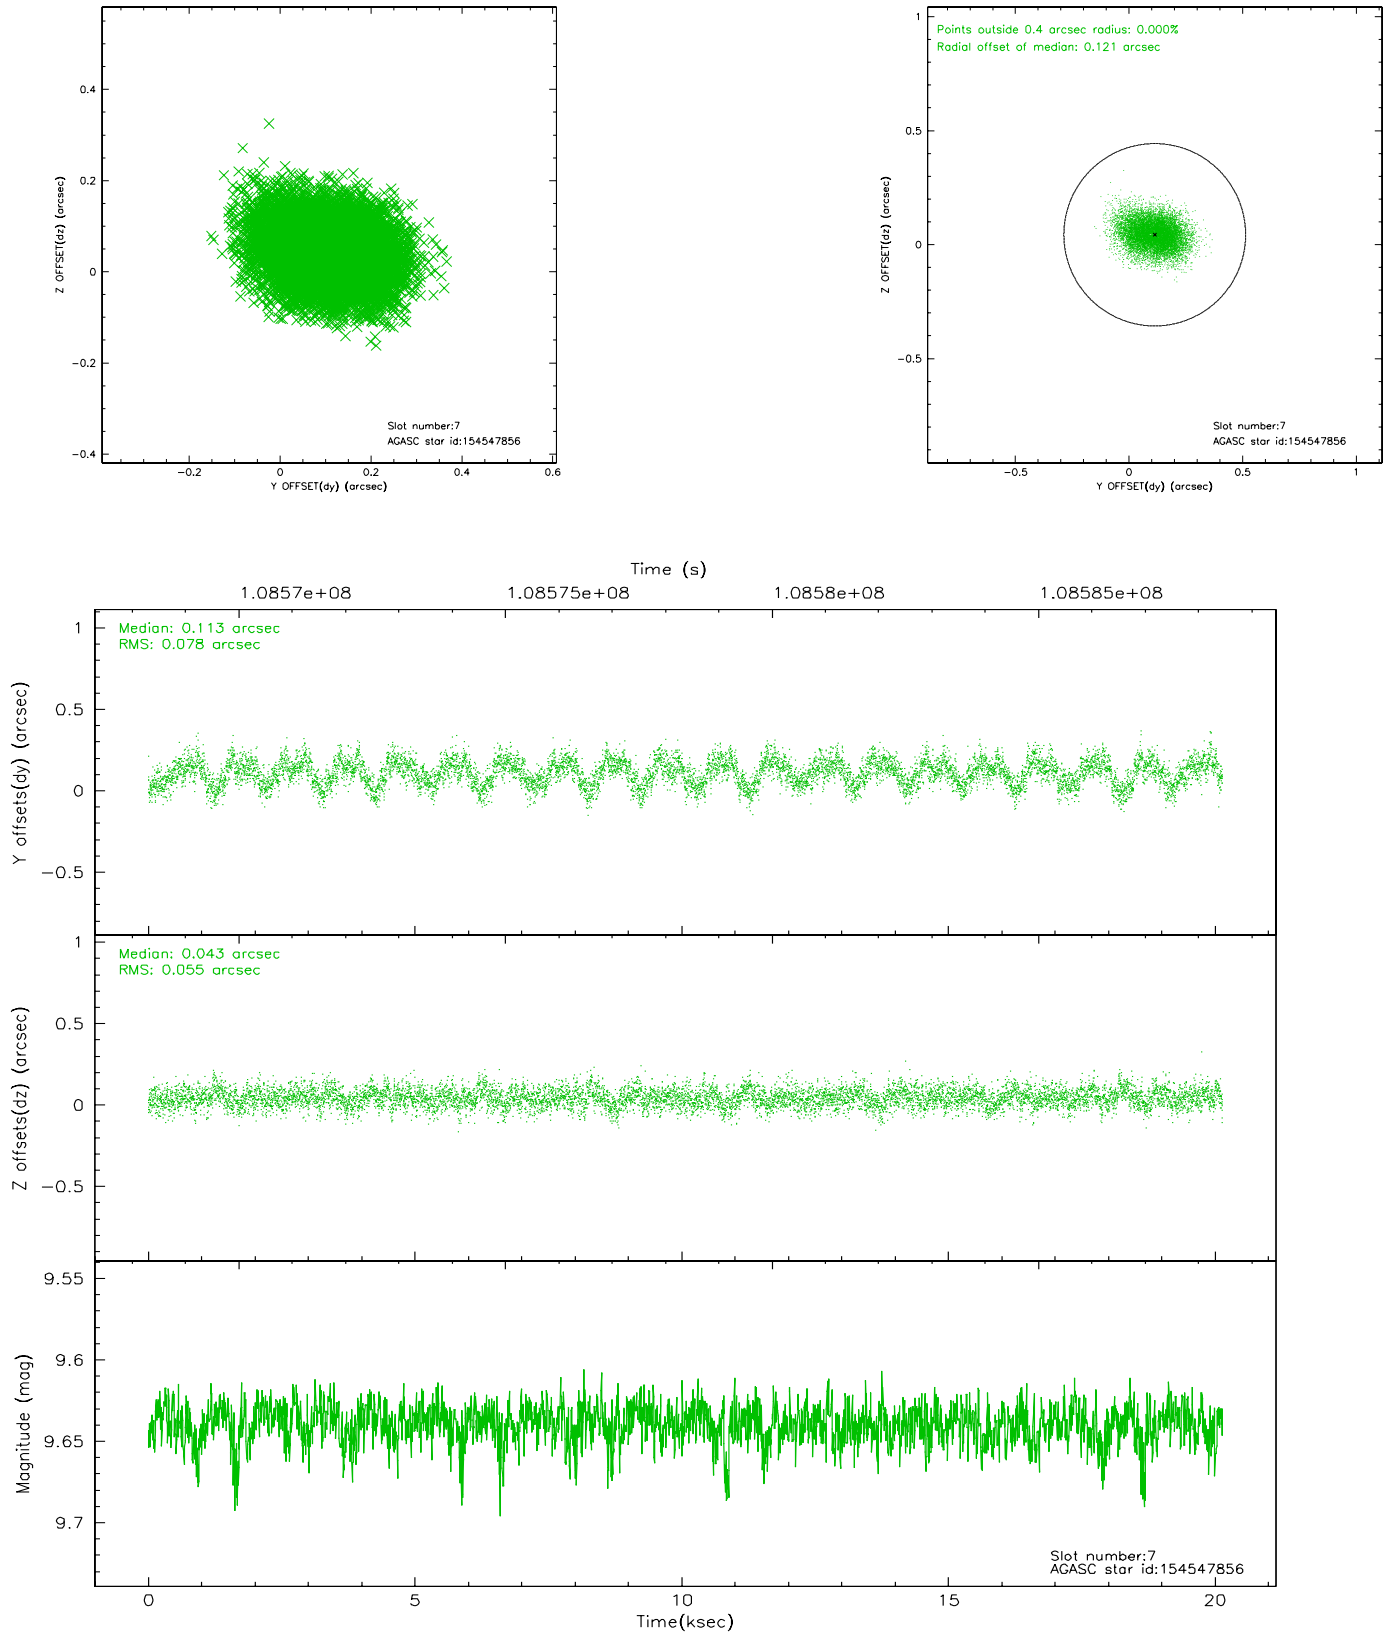 Z OFFSET(dz) (arcsec)
0.4
0.2
0
−0.2
−0.4
−0.2
0
0.2
0.4
0.6
Y OFFSET(dy) (arcsec)
Slot number:7
AGASC star id:154547856
Points outside 0.4 arcsec radius: 0.000%
Radial offset of median: 0.121 arcsec
Z OFFSET(dz) (arcsec)
1
0.5
0
−0.5
−0.5
0
0.5
1
Y OFFSET(dy) (arcsec)
Slot number:7
AGASC star id:154547856
Time (s)
1.0857e+08
1.08575e+08
1.0858e+08
1.08585e+08
Median: 0.113 arcsec
RMS: 0.078 arcsec
Y offsets(dy) (arcsec)
1
0.5
0
−0.5
Median: 0.043 arcsec
RMS: 0.055 arcsec
Z offsets(dz) (arcsec)
1
0.5
0
−0.5
Magnitude (mag)
9.55
9.6
9.65
9.7
Slot number:7
AGASC star id:154547856
0
5
10
15
20
Time(ksec)